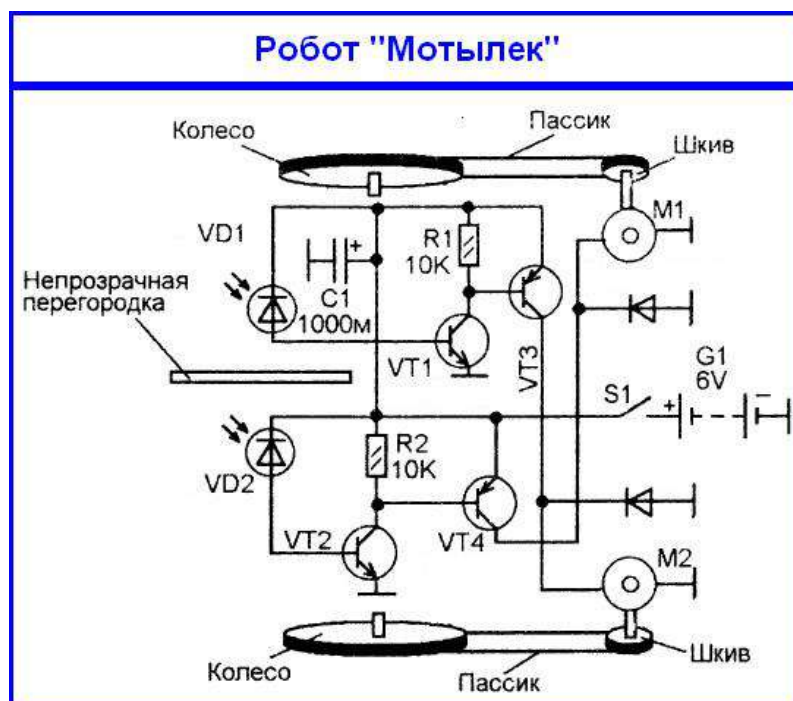 Робот "Мотылек"
Колесо
Пассик
Шкив
VD1
R1
10K
M1
Непрозрачная
перегородка
+
C1
1000м
VT1
VT3
G1
6V
S1
+
–
R2
10K
VD2
VT2
VT4
M2
Колесо
Пассик
Шкив